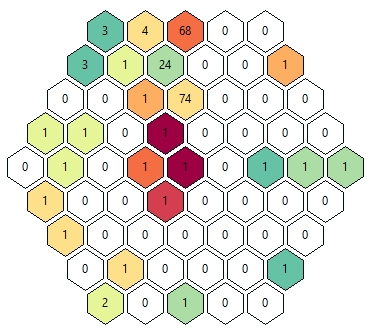 3 4 68 0 0
3 1 24 0 0 1
0 0 1 74 0 0 0
1 1 0 1 0 0 0 0
0 1 0 1 1 0 1 1 1
1 0 0 1 0 0 0 0
1 0 0 0 0 0 0
0 1 0 0 0 1
2 0 1 0 0